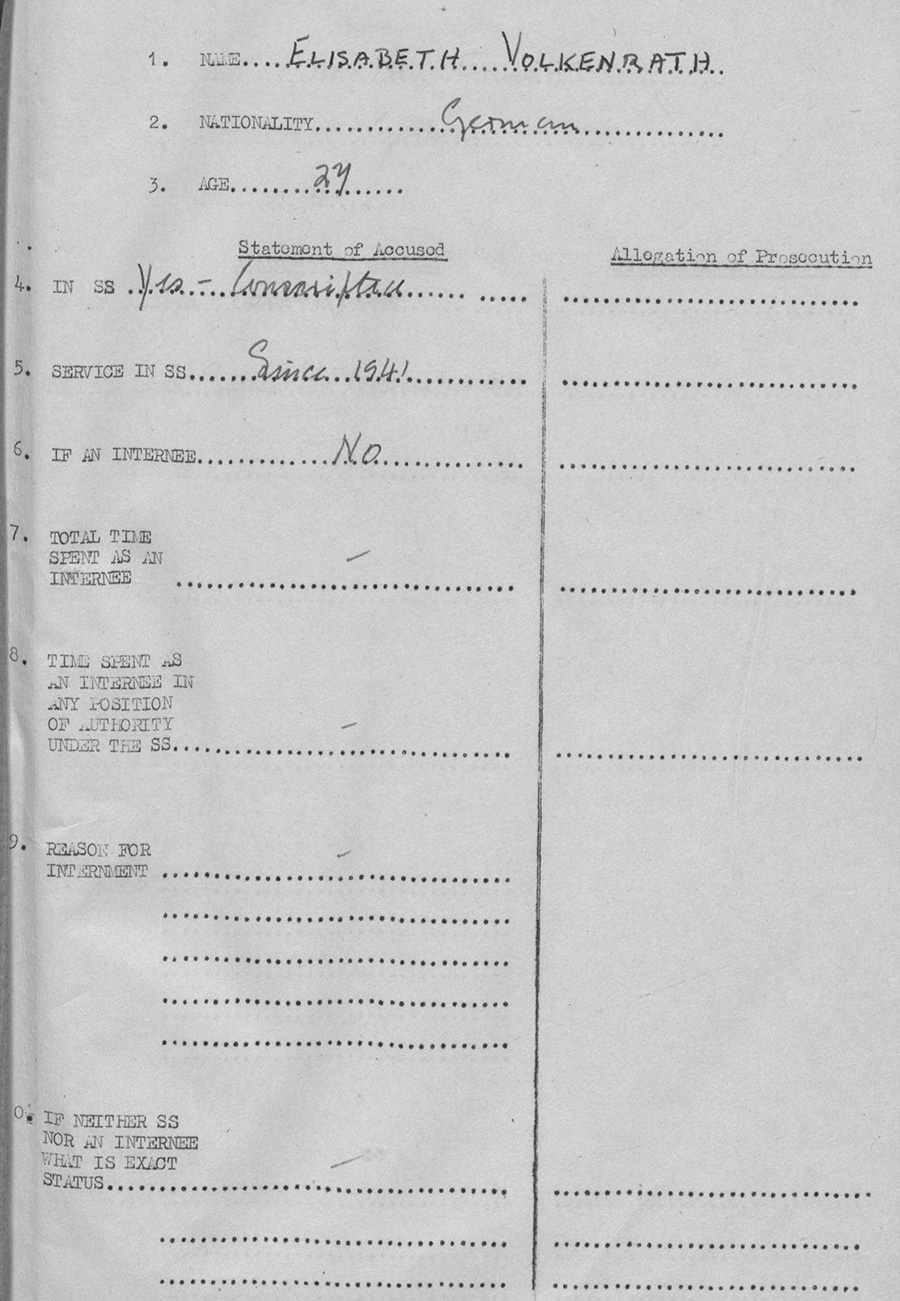 1. NAME....ELISABETH....VOLKENRATH..
2. NATIONALITY............German..............
3. AGE........27......
Statement of Accused
Allegation of Prosecution
4. IN SS .Yes - Conscripted...... ..... ..........................
5. SERVICE IN SS......Since..1941............ ..........................
6. IF AN INTERNEE............No.............. ..........................
7. TOTAL TIME
SPENT AS AN
INTERNEE .............................. ..........................
8. TIME SPENT AS
AN INTERNEE IN
ANY POSITION
OF AUTHORITY
UNDER THE SS.............................. ..........................
9. REASON FOR
INTERNMENT ..............................
..............................
..............................
..............................
..............................
0. IF NEITHER SS
NOR AN INTERNEE
WHAT IS EXACT
STATUS.................................. ..........................
.............................. ..........................
.............................. ..........................